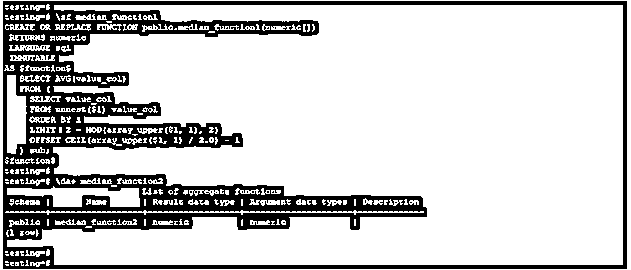 testing=#
testing=# \sf median_function1
CREATE OR REPLACE FUNCTION public.median_function1(numeric[])
RETURNS numeric
LANGUAGE sql
IMMUTABLE
AS $function$
SELECT AVG(value_col)
FROM (
SELECT value_col
FROM unnest($1) value_col
ORDER BY 1
LIMIT 2 - MOD(array_upper($1, 1), 2)
OFFSET CEIL(array_upper($1, 1) / 2.0) - 1
) sub;
$function$
testing=#
testing=# \da+ median_function2
List of aggregate functions
Schema | Name | Result data type | Argument data types | Description
public | median_function2 | numeric | numeric |
(1 row)
testing=#
testing=#